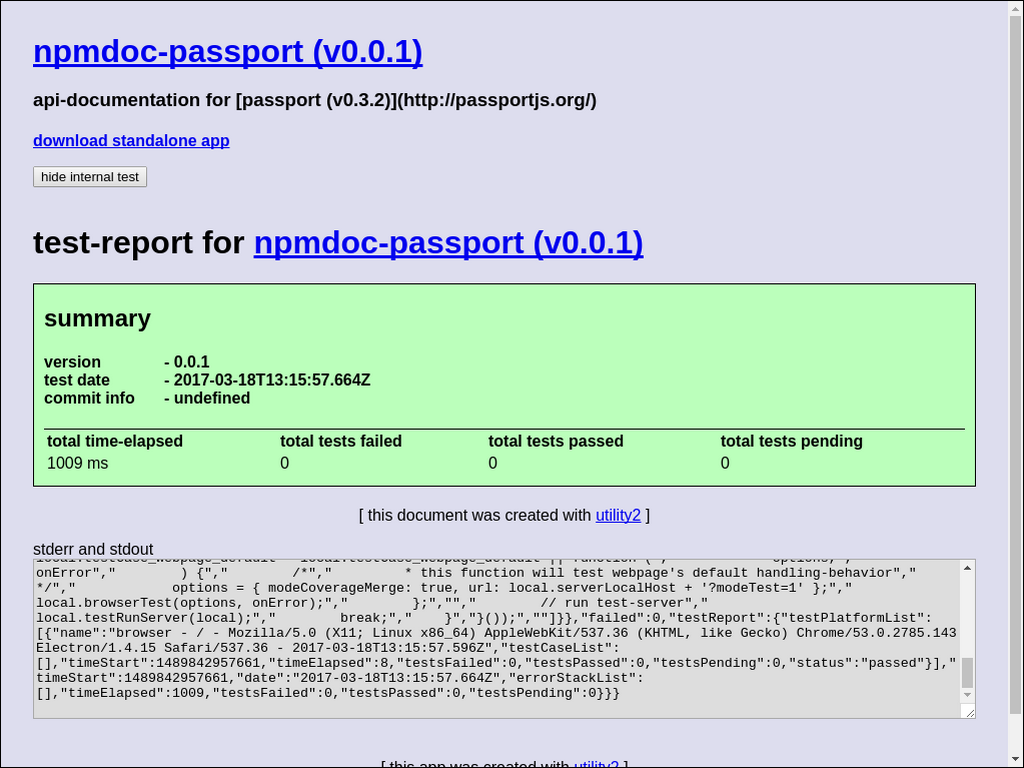 npmdoc-passport (v0.0.1)
api-documentation for [passport (v0.3.2)](http://passportjs.org/)
download standalone app
hide internal test
test-report for npmdoc-passport (v0.0.1)
summary
version - 0.0.1
test date - 2017-03-18T13:15:57.664Z
commit info - undefined
total time-elapsed total tests failed total tests passed total tests pending
1009 ms 0 0 0
[ this document was created with utility2 ]
stderr and stdout
onError","        ) {","        /*","         * this function will test webpage's default handling-behavior","
*/","            options = { modeCoverageMerge: true, url: local.serverLocalHost + '?modeTest=1' };","
local.browserTest(options, onError);","        };","","        // run test-server","
local.testRunServer(local);","        break;","    }","}());",""]}},"failed":0,"testReport":{"testPlatformList":
[{"name":"browser - / - Mozilla/5.0 (X11; Linux x86_64) AppleWebKit/537.36 (KHTML, like Gecko) Chrome/53.0.2785.143
Electron/1.4.15 Safari/537.36 - 2017-03-18T13:15:57.596Z","testCaseList":
[],"timeStart":1489842957661,"timeElapsed":8,"testsFailed":0,"testsPassed":0,"testsPending":0,"status":"passed"}],"
timeStart":1489842957661,"date":"2017-03-18T13:15:57.664Z","errorStackList":
[],"timeElapsed":1009,"testsFailed":0,"testsPassed":0,"testsPending":0}}}
[ this app was created with utility2 ]